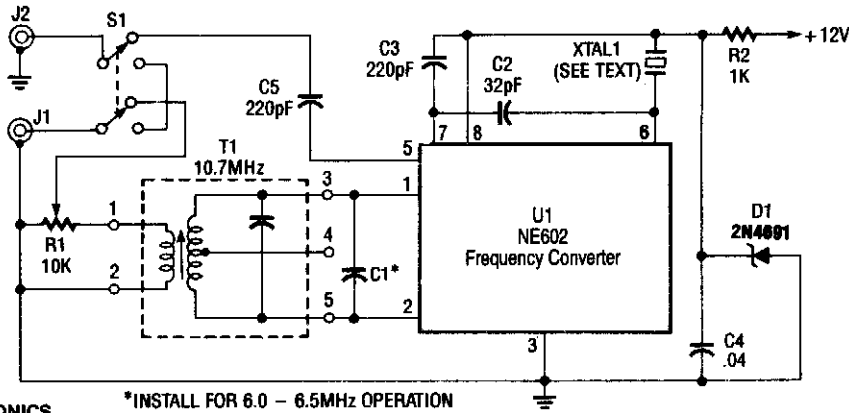 J2
S1
J1
C5
220pF
C3
220pF
C2
32pF
XTAL1
(SEE TEXT)
R2
1K
+ 12V
T1
10.7MHz
R1
10K
1
2
3
4
5
C1*
5
7
8
6
1
2
3
U1
NE602
Frequency Converter
D1
2N4691
C4
.04
*INSTALL FOR 6.0 – 6.5MHz OPERATION
ONICS